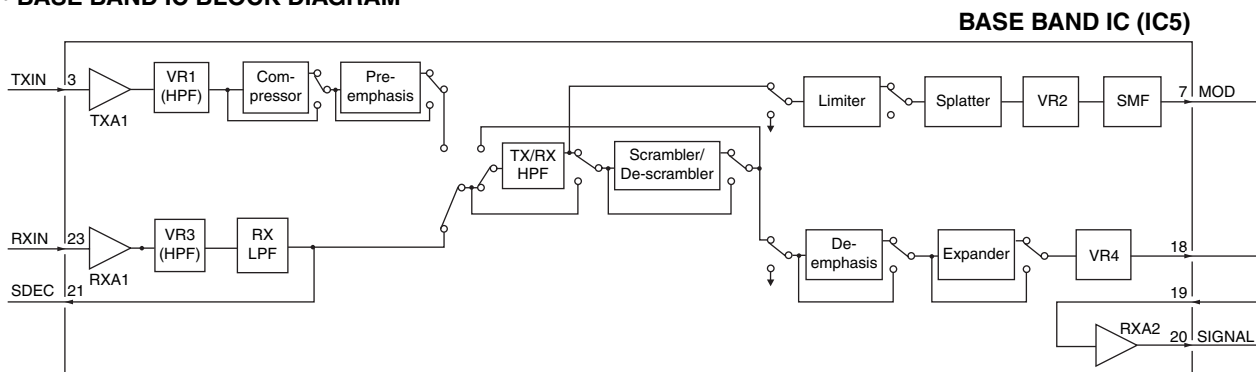 BASE BAND IC BLOCK DIAGRAM
BASE BAND IC (IC5)
TXIN
3
TXA1
VR1
(HPF)
Com-
pressor
Pre-
emphasis
Limiter
Splatter
VR2
SMF
7
MOD
TX/RX
HPF
Scrambler/
De-scrambler
RXIN
23
RXA1
VR3
(HPF)
RX
LPF
De-
emphasis
Expander
VR4
18
SDEC
21
19
RXA2
20
SIGNAL